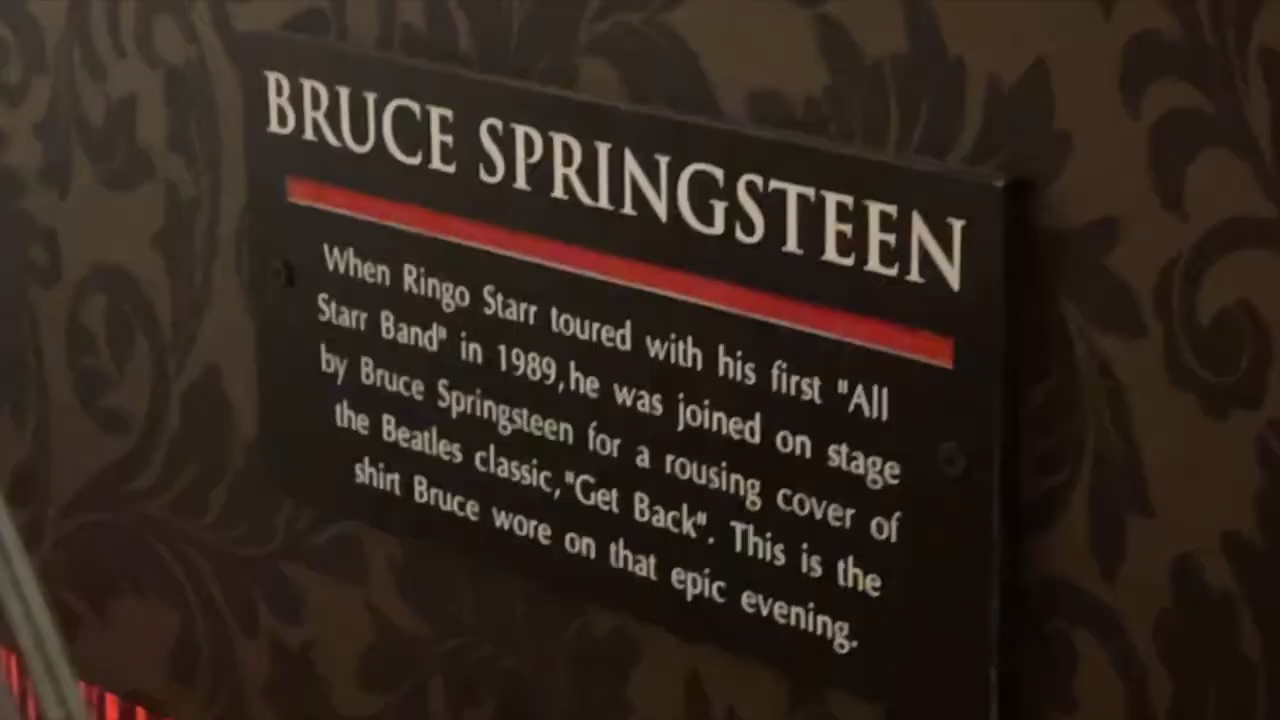 BRUCE SPRINGSTEEN
When Ringo Starr toured with his first "All
Starr Band" in 1989, he was joined on stage
by Bruce Springsteen for a rousing cover of
the Beatles classic, "Get Back". This is the
shirt Bruce wore on that epic evening.